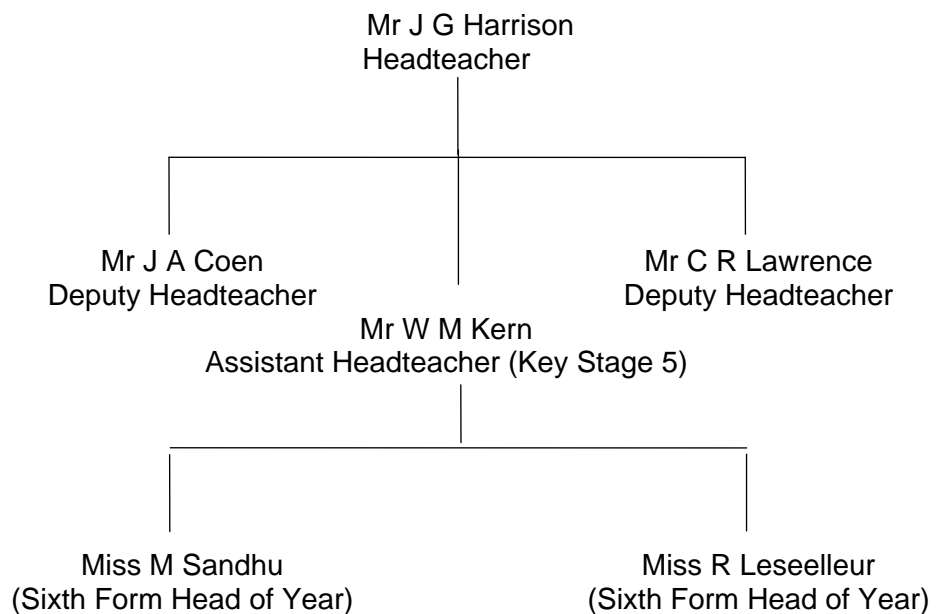 Mr J G Harrison
Headteacher
Mr J A Coen
Deputy Headteacher
Mr C R Lawrence
Deputy Headteacher
Mr W M Kern
Assistant Headteacher (Key Stage 5)
Miss M Sandhu
(Sixth Form Head of Year)
Miss R Leseelleur
(Sixth Form Head of Year)